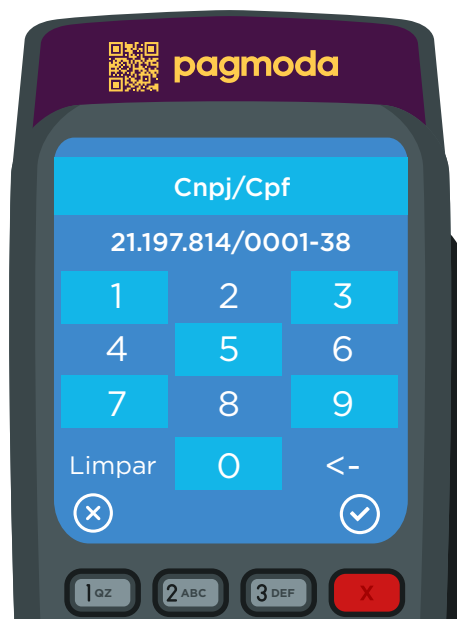 pagmoda
Cnpj/Cpf
21.197.814/0001-38
1 2 3
4 5 6
7 8 9
Limpar 0 <-
1 QZ 2 ABC 3 DEF X